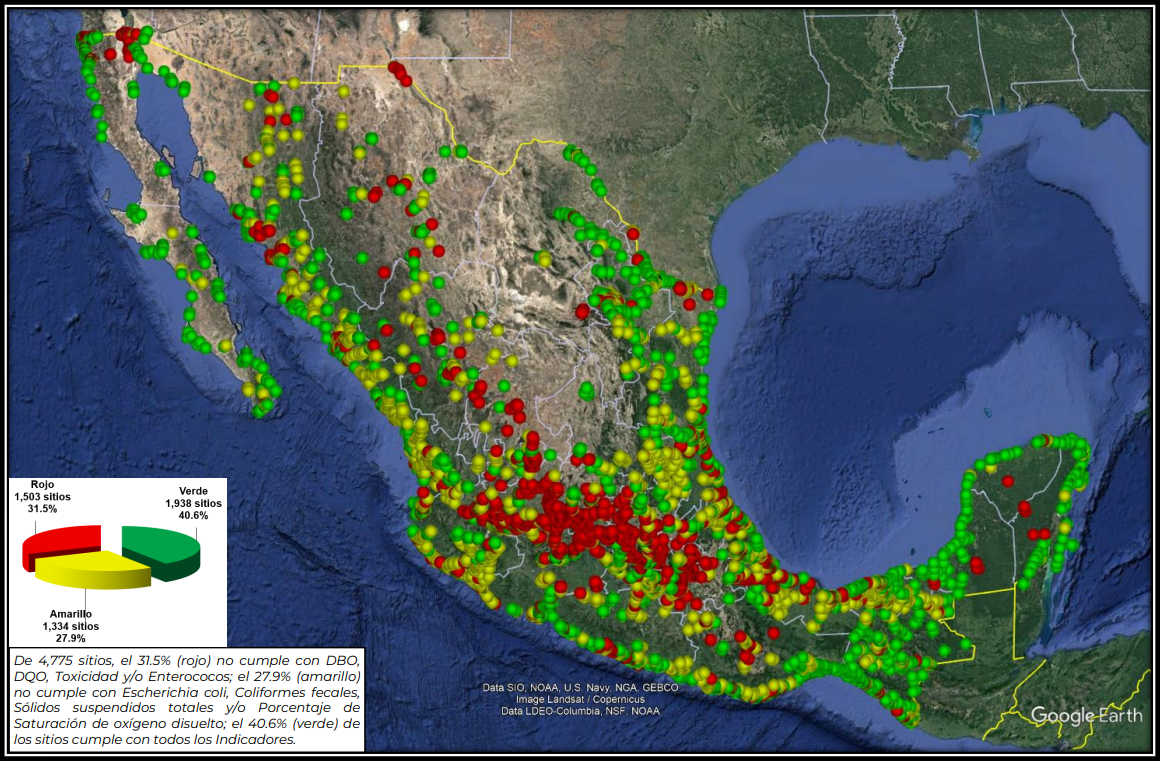 Rojo
1,503 sitios
31.5%
Verde
1,938 sitios
40.6%
Amarillo
1,334 sitios
27.9%
De 4,775 sitios, el 31.5% (rojo) no cumple con DBO,
DQO, Toxicidad y/o Enterococos; el 27.9% (amarillo)
no cumple con Escherichia coli, Coliformes fecales,
Sólidos suspendidos totales y/o Porcentaje de
Saturación de oxígeno disuelto; el 40.6% (verde) de
los sitios cumple con todos los Indicadores.
Data SIO, NOAA, U.S. Navy, NGA, GEBCO
Image Landsat / Copernicus
Data LDEO-Columbia, NSF, NOAA
Google Earth